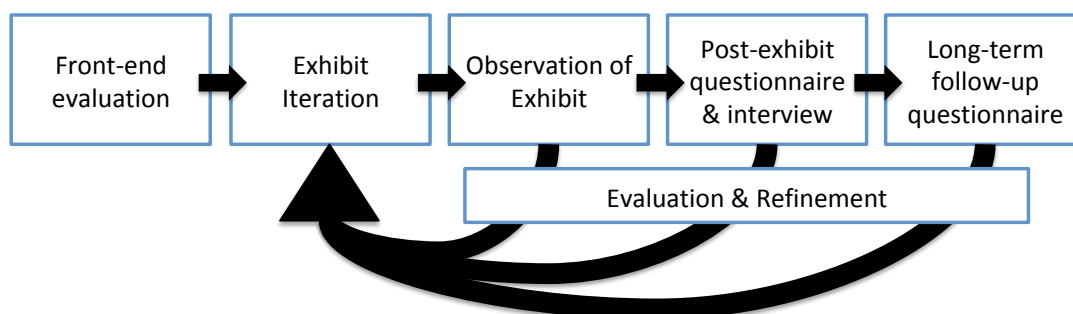 Front-end
evaluation
Exhibit
Iteration
Observation of
Exhibit
Post-exhibit
questionnaire
& interview
Long-term
follow-up
questionnaire
Evaluation & Refinement